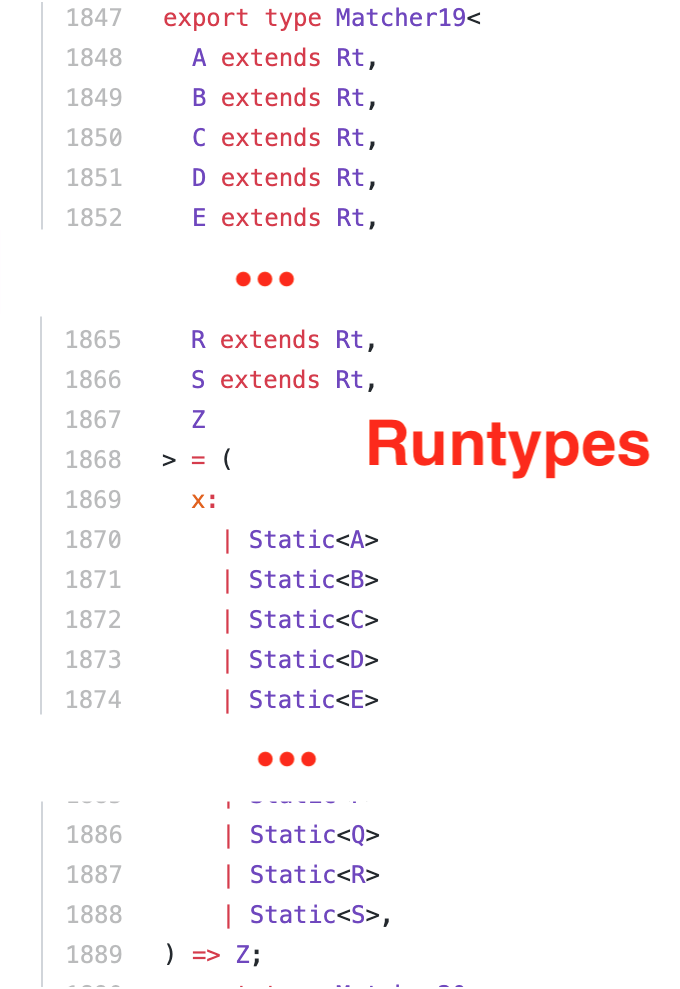 1847 export type Matcher19<
1848 A extends Rt,
1849 B extends Rt,
1850 C extends Rt,
1851 D extends Rt,
1852 E extends Rt,
1865 R extends Rt,
1866 S extends Rt,
1867 Z
Runtypes
1868 > = (
1869 x:
1870 | Static<A>
1871 | Static<B>
1872 | Static<C>
1873 | Static<D>
1874 | Static<E>
1886 | Static<Q>
1887 | Static<R>
1888 | Static<S>,
1889 ) => Z;